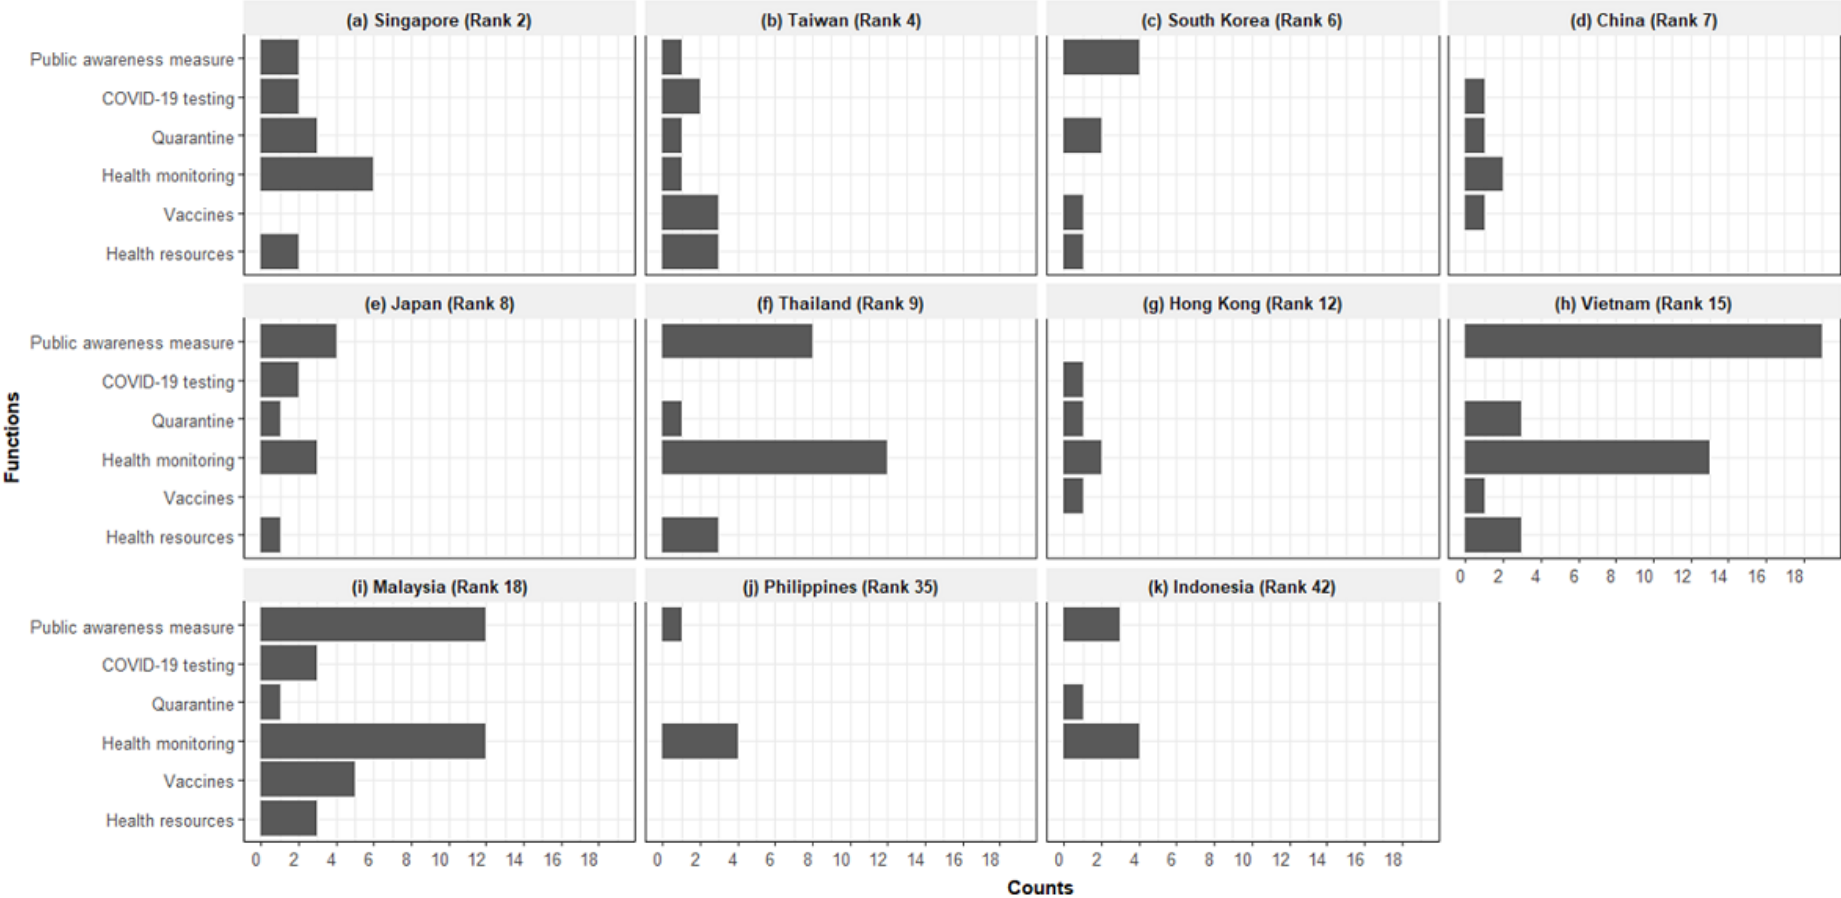 (a) Singapore (Rank 2) (b) Taiwan (Rank 4) (c) South Korea (Rank 6) (d) China (Rank 7)
Public awareness measure
COVID-19 testing
Quarantine
Health monitoring
Vaccines
Health resources
(e) Japan (Rank 8) (f) Thailand (Rank 9) (g) Hong Kong (Rank 12) (h) Vietnam (Rank 15)
Public awareness measure
COVID-19 testing
Quarantine
Health monitoring
Vaccines
Health resources
Functions
0 2 4 6 8 10 12 14 16 18
(i) Malaysia (Rank 18) (j) Philippines (Rank 35) (k) Indonesia (Rank 42)
Public awareness measure
COVID-19 testing
Quarantine
Health monitoring
Vaccines
Health resources
0 2 4 6 8 10 12 14 16 18 0 2 4 6 8 10 12 14 16 18 0 2 4 6 8 10 12 14 16 18
Counts